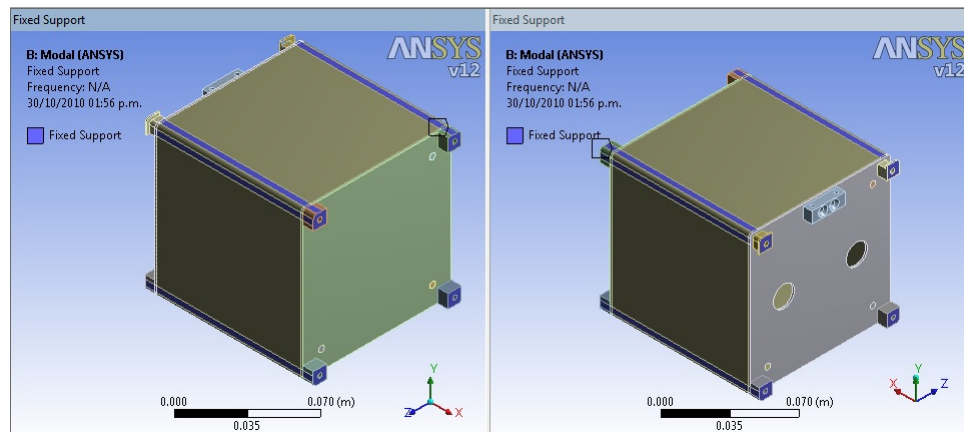 Fixed Support
ANSYS
v12
B: Modal (ANSYS)
Fixed Support
Frequency: N/A
30/10/2010 01:56 p.m.
Fixed Support
Y
Z
X
0.000
0.070 (m)
0.035
Fixed Support
ANSYS
v12
B: Modal (ANSYS)
Fixed Support
Frequency: N/A
30/10/2010 01:56 p.m.
Fixed Support
Y
X
Z
0.000
0.070 (m)
0.035